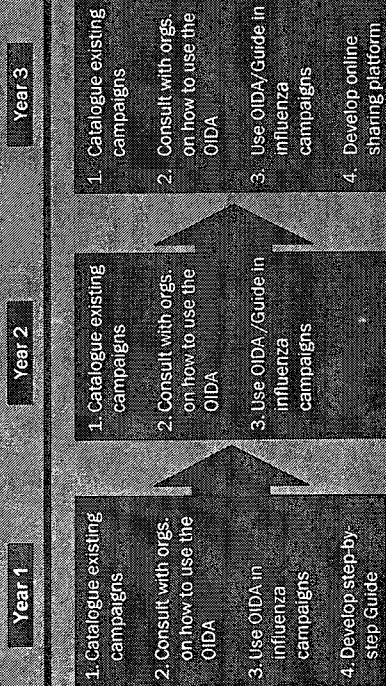 Year 1
1. Catalogue existing
campaigns
2. Consult with orgs.
on how to use the
OIDA
3. Use OIDA in
influenza
campaigns
4. Develop step-by-
step Guide
Year 2
1. Catalogue existing
campaigns
2. Consult with orgs.
on how to use the
OIDA
3. Use OIDA /Guide in
influenza
campaigns
Year 3
1. Catalogue existing
campaigns
2. Consult with orgs.
on how to use the
OIDA
3. Use OIDA/Guide in
influenza
campaigns
4. Develop online
sharing platform